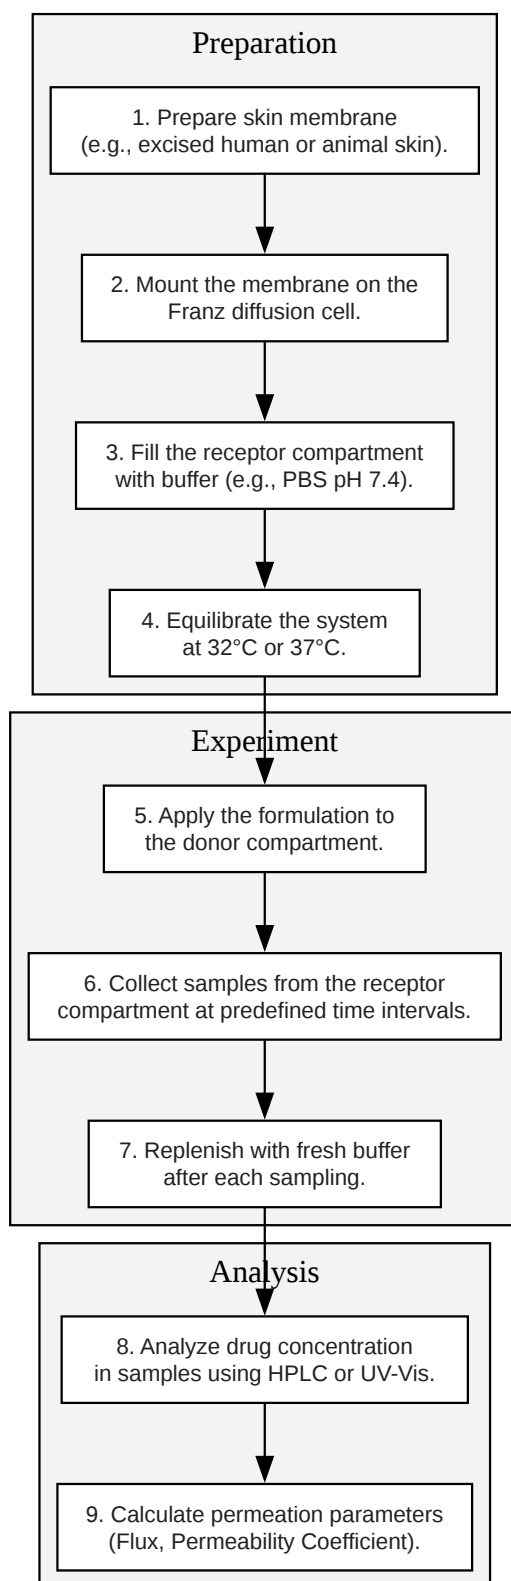 Preparation
1. Prepare skin membrane
(e.g., excised human or animal skin).
2. Mount the membrane on the
Franz diffusion cell.
3. Fill the receptor compartment
with buffer (e.g., PBS pH 7.4).
4. Equilibrate the system
at 32°C or 37°C.
Experiment
5. Apply the formulation to
the donor compartment.
6. Collect samples from the receptor
compartment at predefined time intervals.
7. Replenish with fresh buffer
after each sampling.
Analysis
8. Analyze drug concentration
in samples using HPLC or UV-Vis.
9. Calculate permeation parameters
(Flux, Permeability Coefficient).